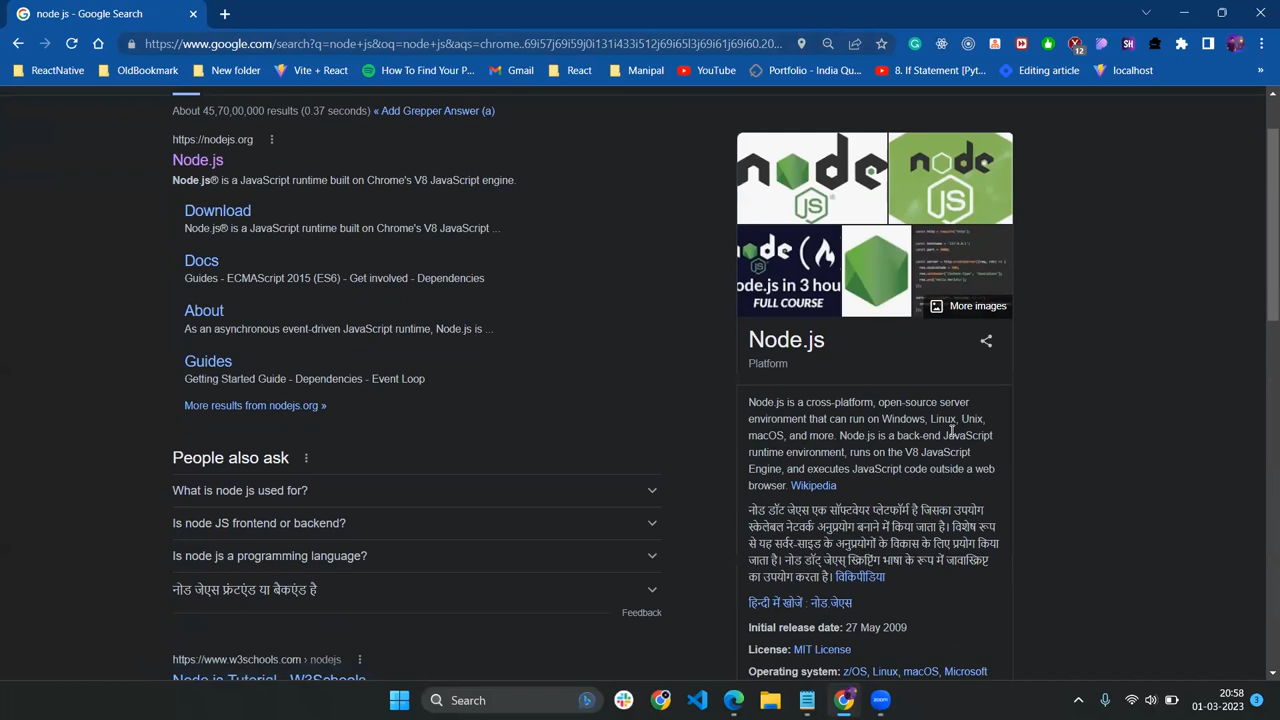 node js - Google Search
https://www.google.com/search?q=node+js&oq=node+js&aqs=chrome..69i57j69i59j0i131i433i512j69i65l3j69i61j69i60.20...
12
ReactNative
OldBookmark
New folder
Vite + React
How To Find Your P...
Gmail
React
Manipal
YouTube
Portfolio - India Qu...
8. If Statement [Pyt...
Editing article
localhost
»
About 45,70,00,000 results (0.37 seconds) « Add Grepper Answer (a)
https://nodejs.org
Node.js
Node.js® is a JavaScript runtime built on Chrome's V8 JavaScript engine.
Download
Node.js® is a JavaScript runtime built on Chrome's V8 JavaScript ...
Docs
Guides - ECMAScript 2015 (ES6) - Get involved - Dependencies
About
As an asynchronous event-driven JavaScript runtime, Node.js is ...
Guides
Getting Started Guide - Dependencies - Event Loop
More results from nodejs.org »
People also ask
What is node js used for?
Is node JS frontend or backend?
Is node js a programming language?
नोड जेएस फ्रंटएंड या बैकएंड है
Feedback
https://www.w3schools.com › nodejs
Node.js Tutorial - W3Schools
node
JS
node
JS
ode.js in 3 hou
FULL COURSE
More images
Node.js
Platform
Node.js is a cross-platform, open-source server
environment that can run on Windows, Linux, Unix,
macOS, and more. Node.js is a back-end JavaScript
runtime environment, runs on the V8 JavaScript
Engine, and executes JavaScript code outside a web
browser. Wikipedia
नोड डॉट जेएस एक सॉफ्टवेयर प्लेटफॉर्म है जिसका उपयोग
स्केलेबल नेटवर्क अनुप्रयोग बनाने में किया जाता है। विशेष रूप
से यह सर्वर-साइड के अनुप्रयोगों के विकास के लिए प्रयोग किया
जाता है। नोड डॉट् जेएस् स्क्रिप्टिंग भाषा के रूप में जावास्क्रिप्ट
का उपयोग करता है। विकिपीडिया
हिन्दी में खोजें : नोड.जेएस
Initial release date: 27 May 2009
License: MIT License
Operating system: z/OS, Linux, macOS, Microsoft
Search
zoom
20:58
01-03-2023
3